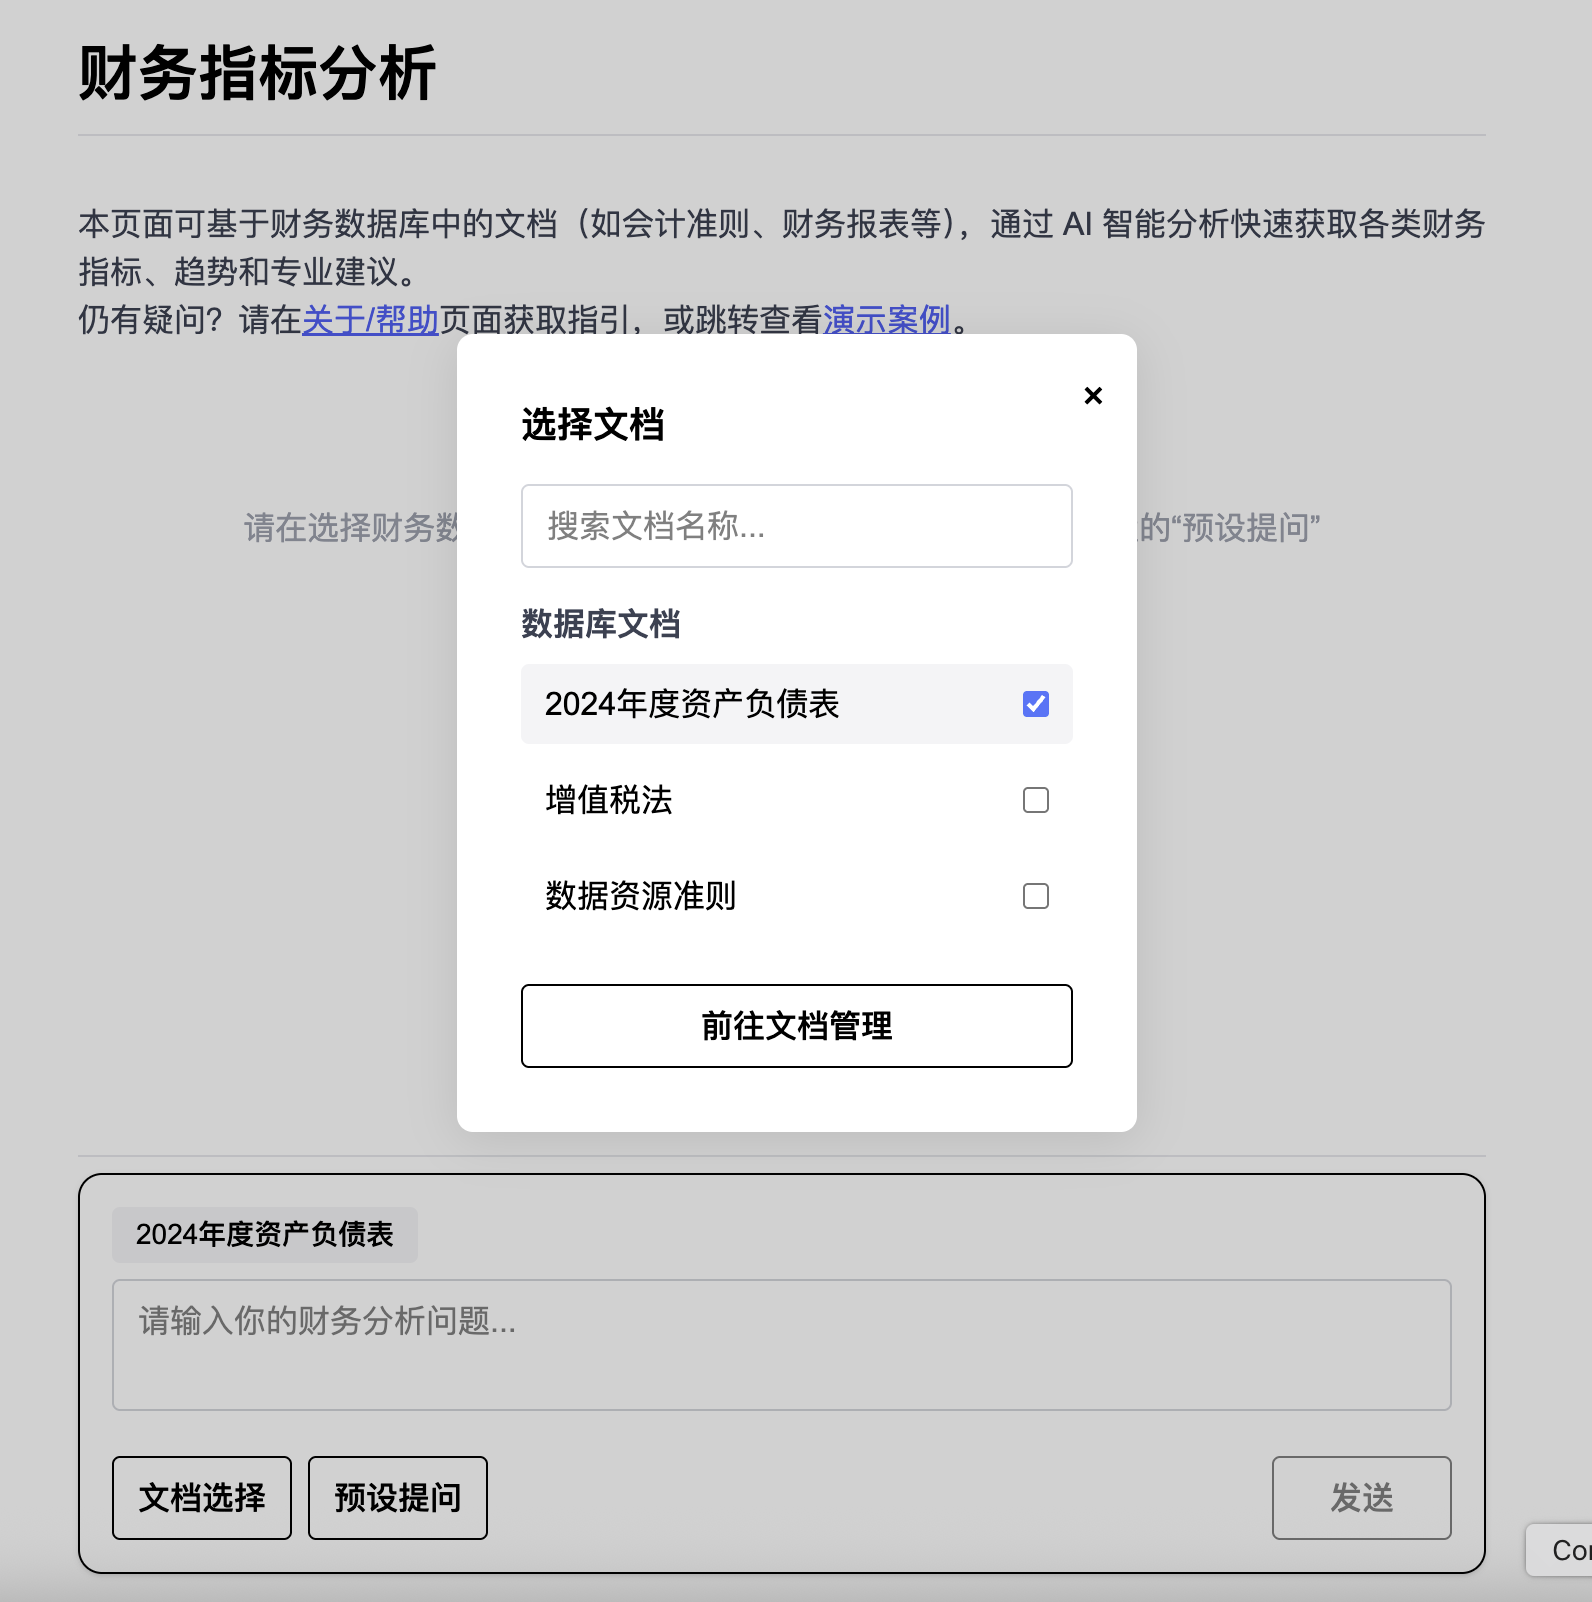 财务指标分析
本页面可基于财务数据库中的文档（如会计准则、财务报表等），通过 AI 智能分析快速获取各类财务
指标、趋势和专业建议。
仍有疑问？请在关于/帮助页面获取指引，或跳转查看演示案例。
×
选择文档
搜索文档名称...
请在选择财务数
的“预设提问”
数据库文档
2024年度资产负债表
增值税法
数据资源准则
前往文档管理
2024年度资产负债表
请输入你的财务分析问题...
文档选择
预设提问
发送